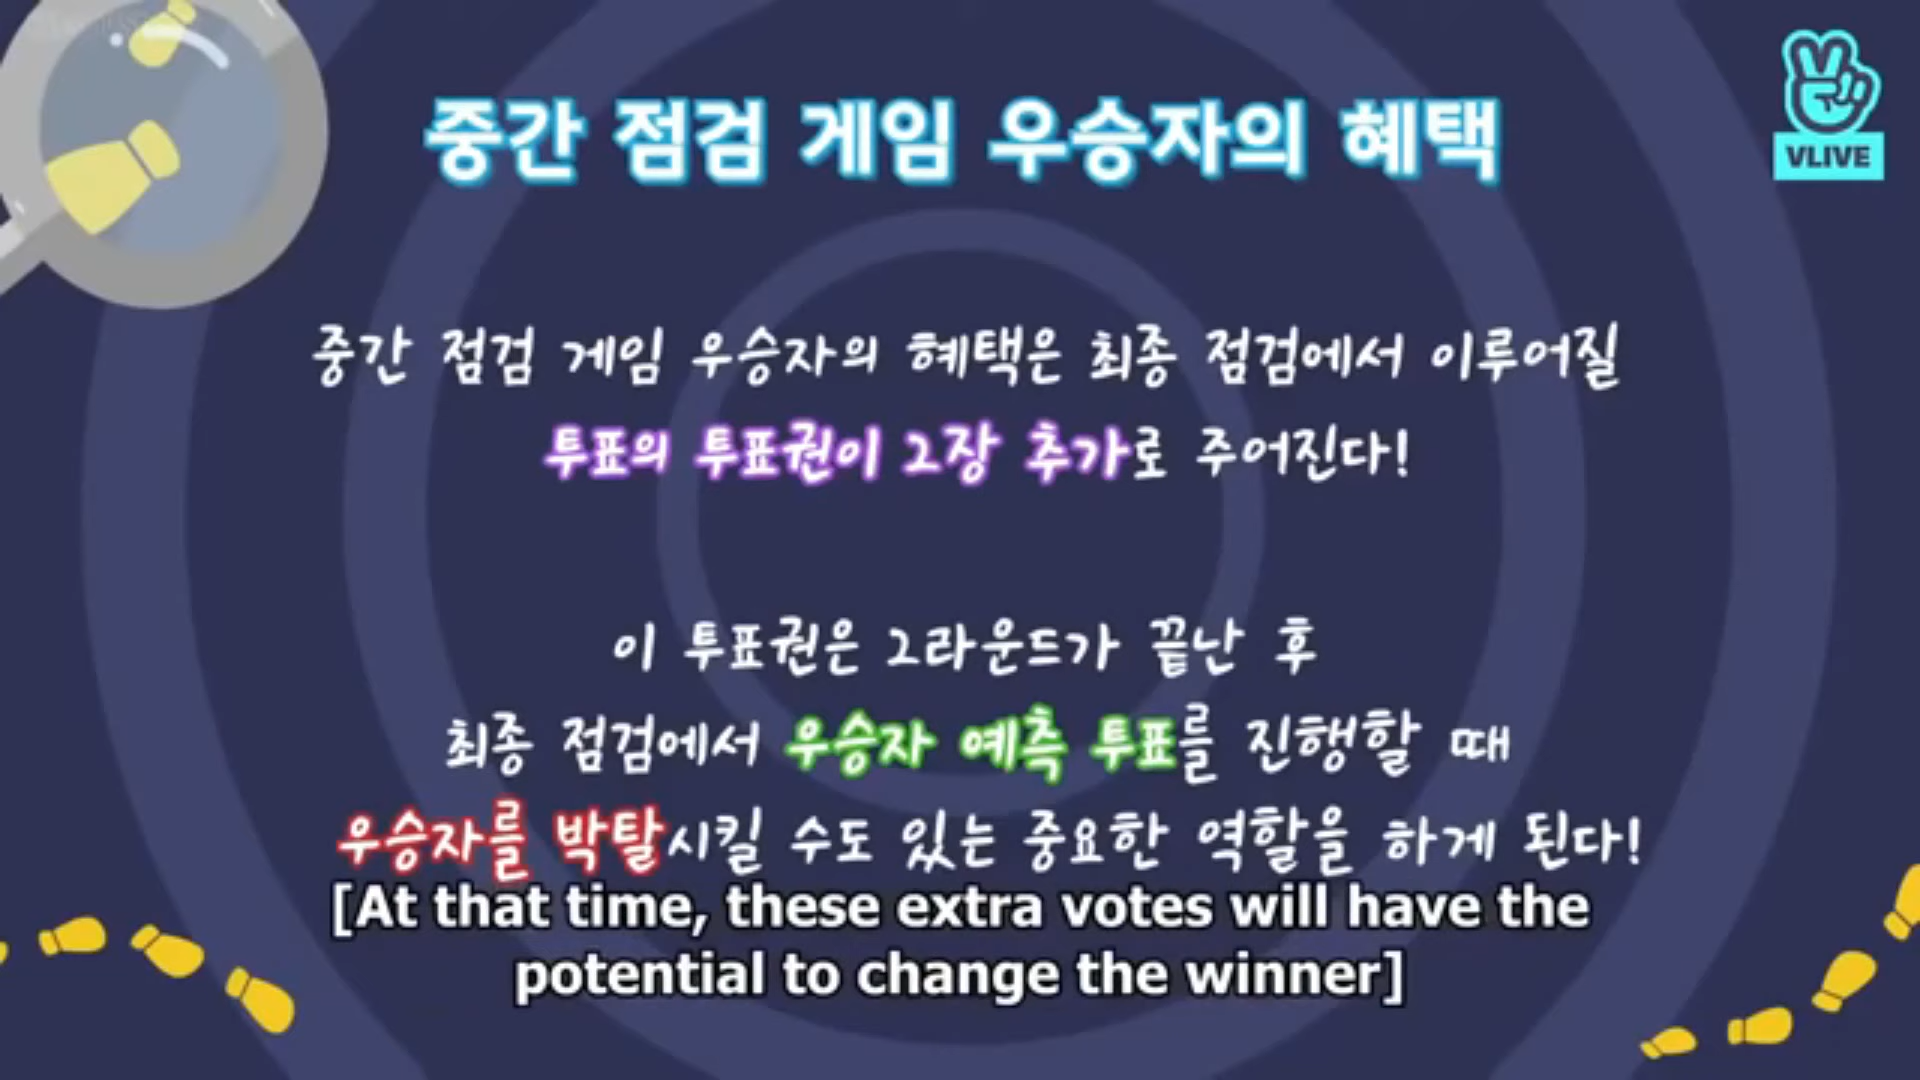 중간 점검 게임 우승자의 혜택
VLIVE
중간 점검 게임 우승자의 혜택은 최종 점검에서 이루어질
투표의 투표권이 2장 추가로 주어진다!
이 투표권은 2라운드가 끝난 후
최종 점검에서 우승자 예측 투표를 진행할 때
우승자를 박탈시킬 수도 있는 중요한 역할을 하게 된다!
[At that time, these extra votes will have the
potential to change the winner]